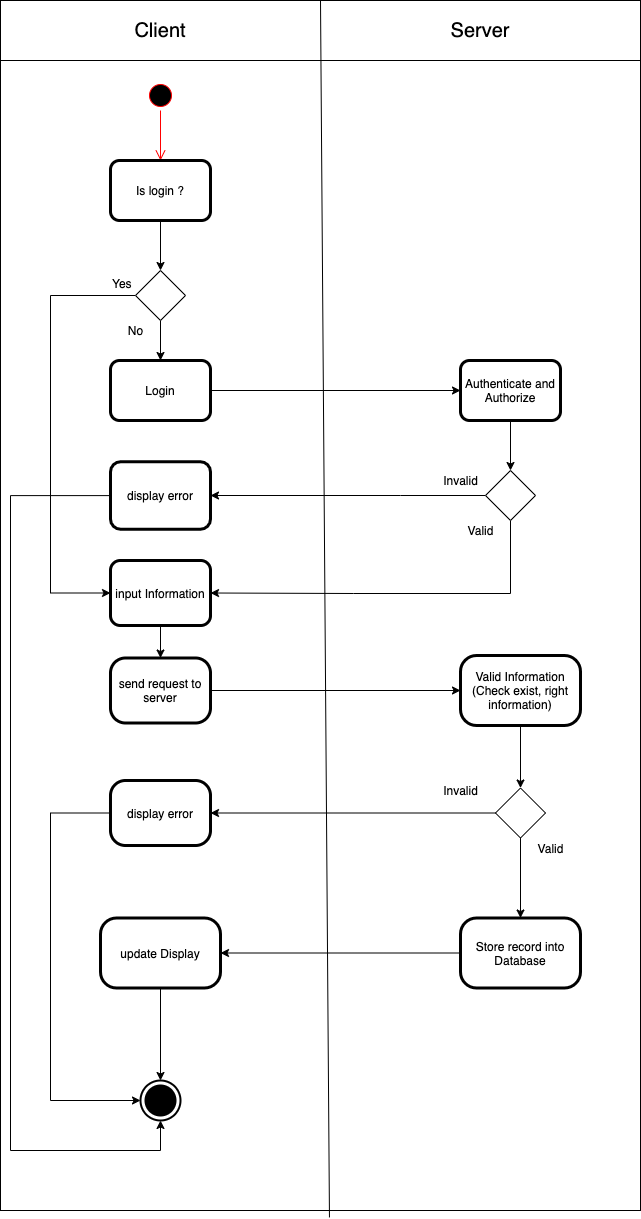 Client
Server
Is login ?
Yes
No
Login
Authenticate and
Authorize
Invalid
display error
Valid
input Information
send request to
server
Valid Information
(Check exist, right
information)
Invalid
display error
Valid
Store record into
Database
update Display